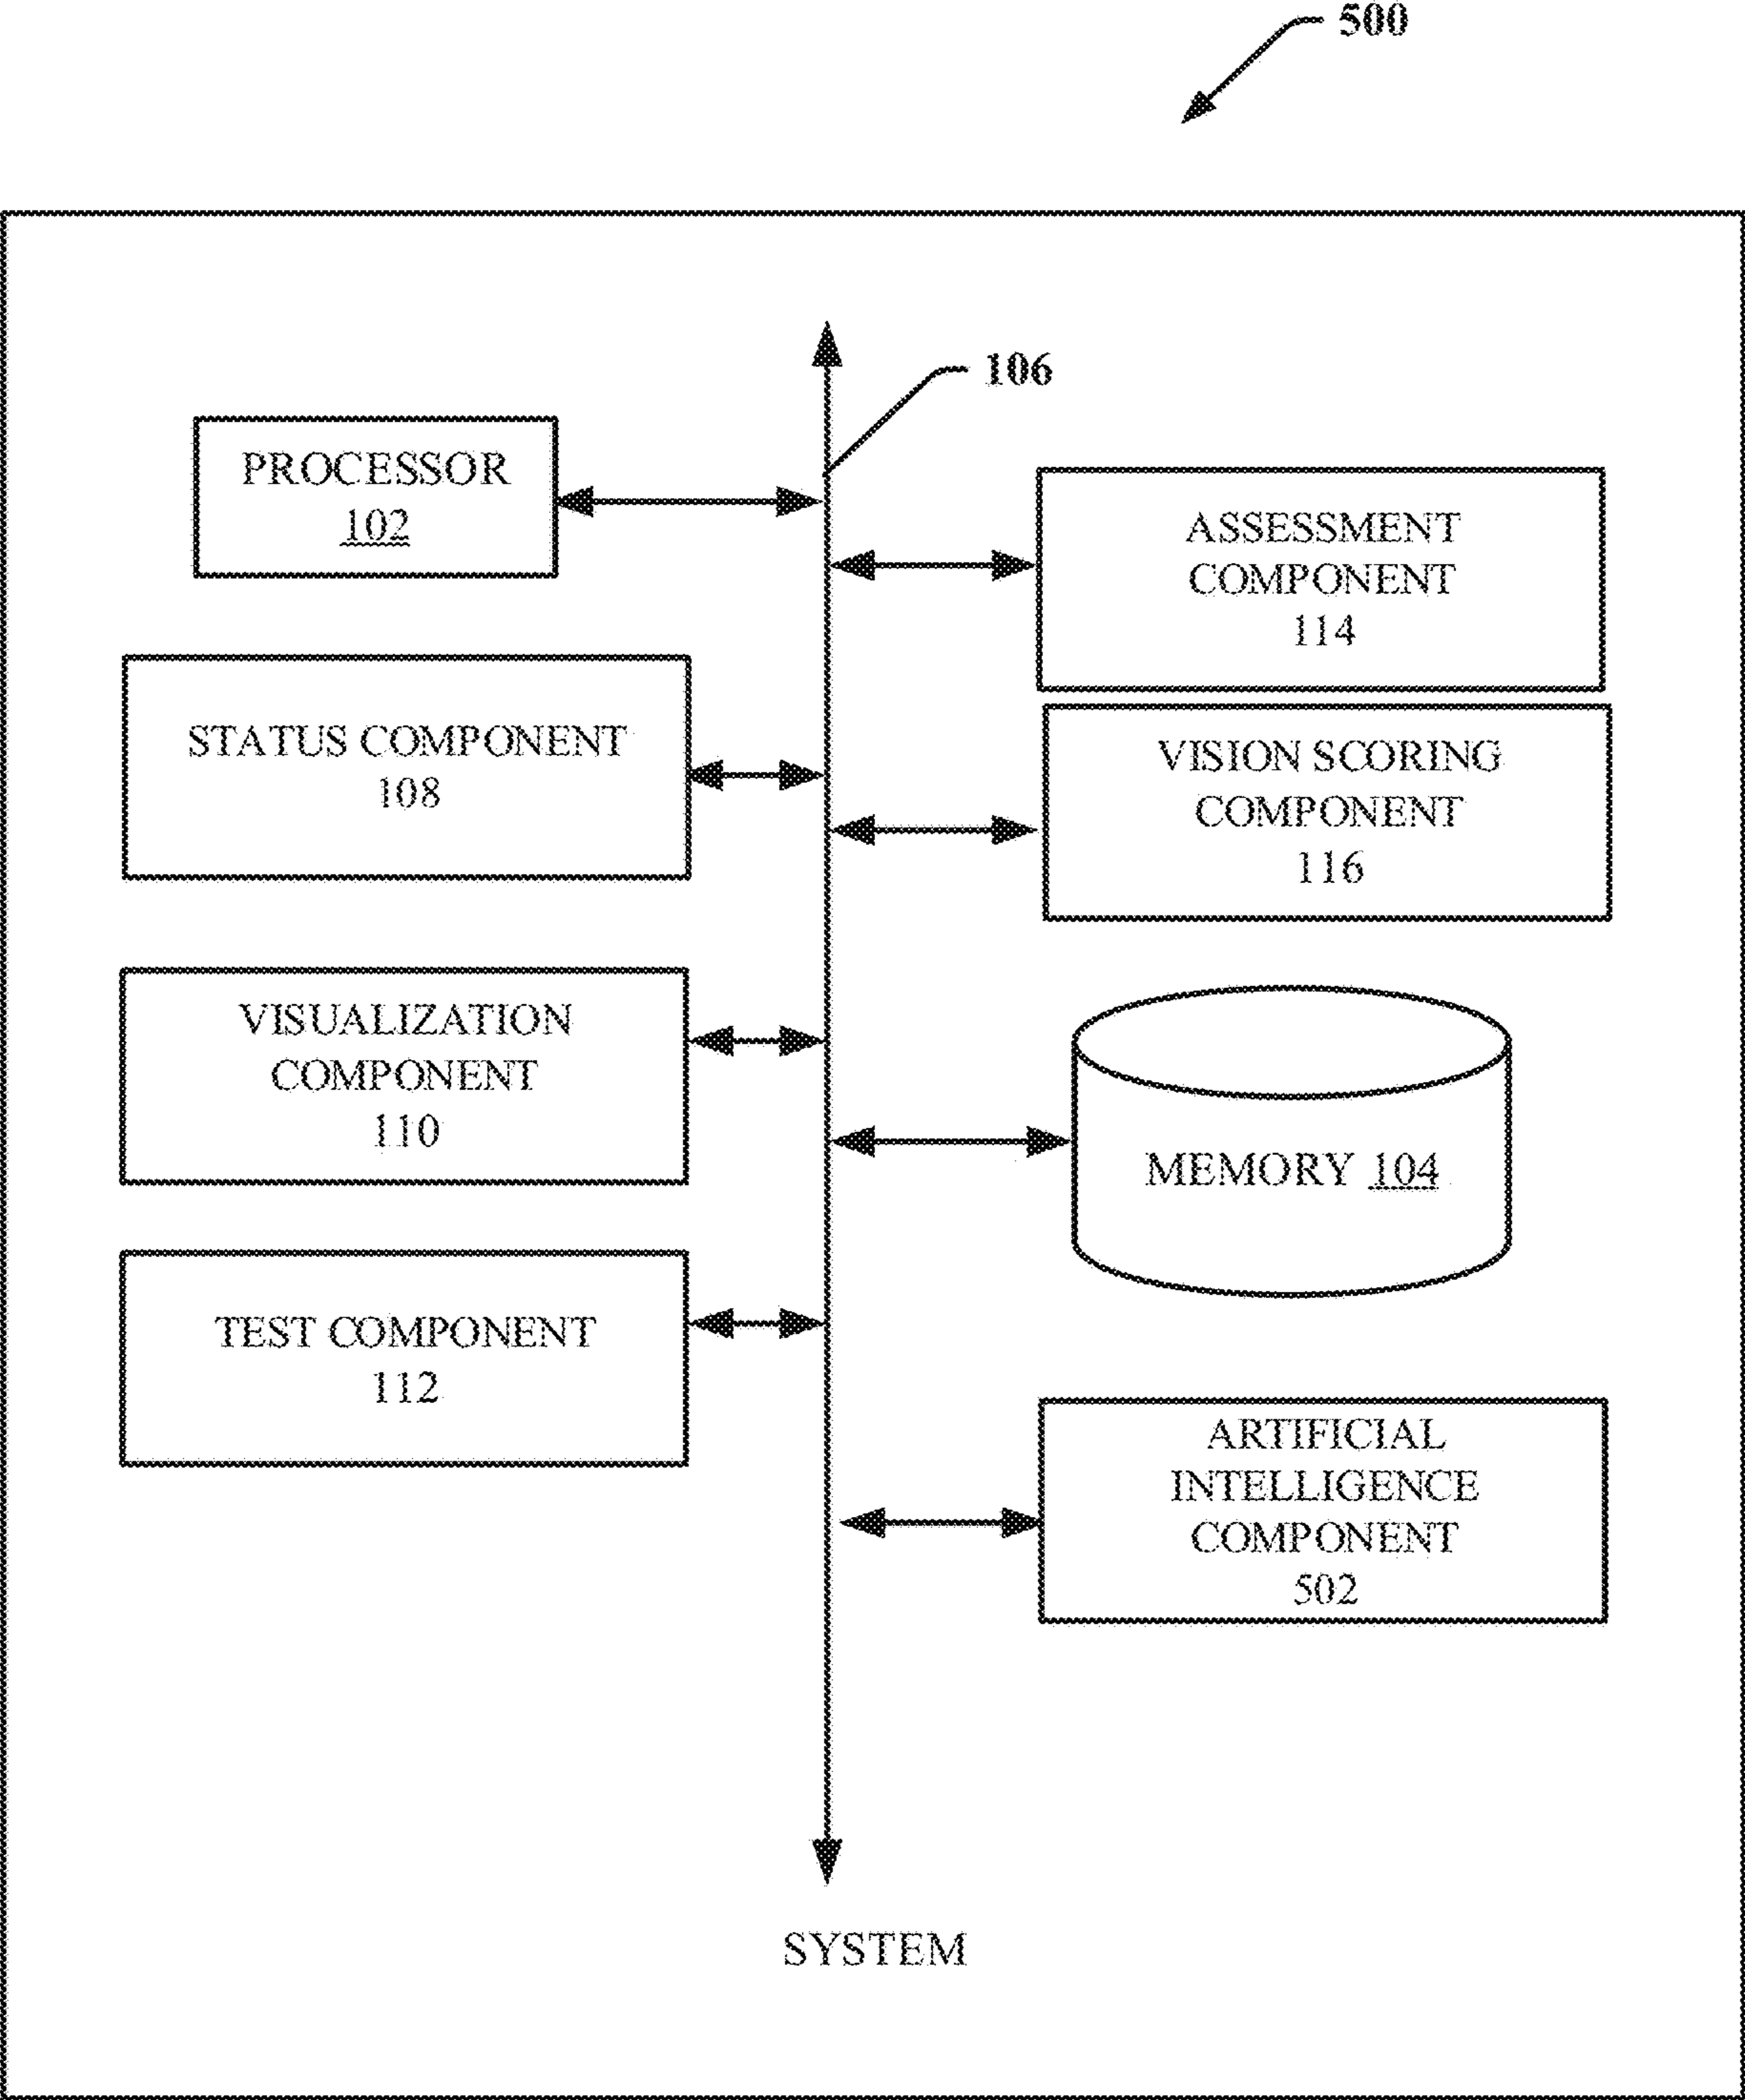 500
106
PROCESSOR
102
ASSESSMENT
COMPONENT
114
STATUS COMPONENT
108
VISION SCORING
COMPONENT
116
VISUALIZATION
COMPONENT
110
MEMORY 104
TEST COMPONENT
112
ARTIFICIAL
INTELLIGENCE
COMPONENT
502
SYSTEM